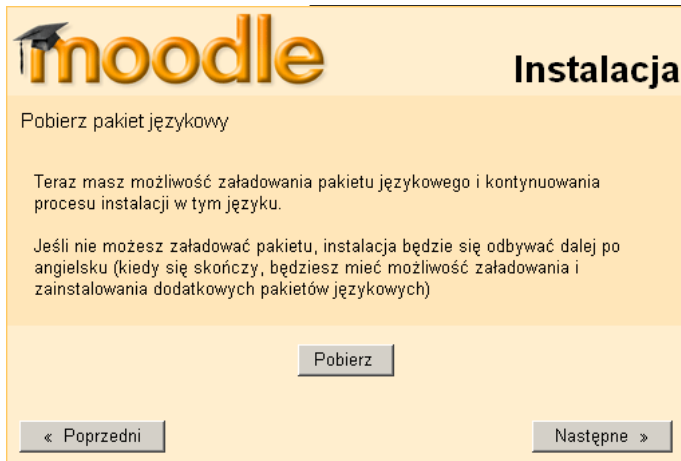 moodle
Instalacja
Pobierz pakiet językowy
Teraz masz możliwość załadowania pakietu językowego i kontynuowania
procesu instalacji w tym języku.
Jeśli nie możesz załadować pakietu, instalacja będzie się odbywać dalej po
angielsku (kiedy się skończy, będziesz mieć możliwość załadowania i
zainstalowania dodatkowych pakietów językowych)
Pobierz
« Poprzedni
Następne »